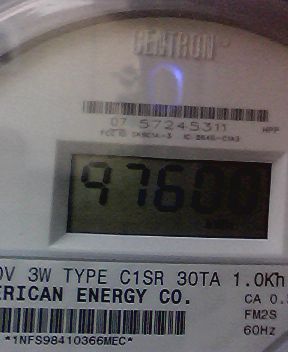 CENTRON
07 57245311
97600
0V 3W TYPE C1SR 30TA 1.0Kh
ERICAN ENERGY CO.
CA 0.
FM2S
60Hz
*1NFS98410366MEC*